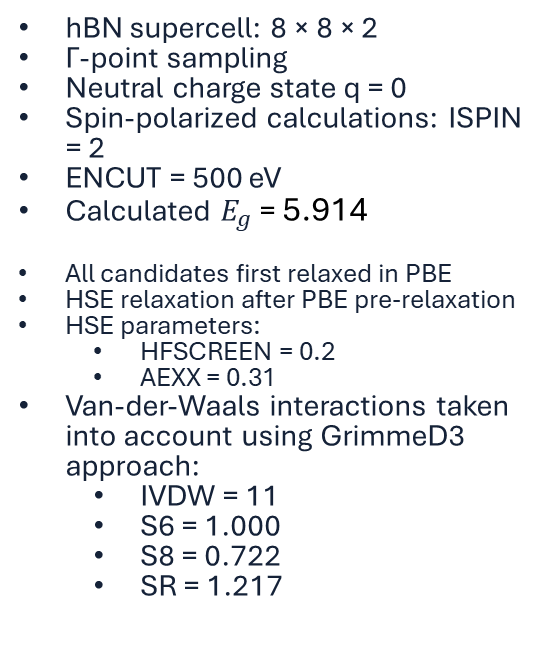 • hBN supercell: 8 × 8 × 2
• Γ-point sampling
• Neutral charge state q = 0
• Spin-polarized calculations: ISPIN
= 2
• ENCUT = 500 eV
• Calculated E_g = 5.914
• All candidates first relaxed in PBE
• HSE relaxation after PBE pre-relaxation
• HSE parameters:
• HFSCREEN = 0.2
• AEXX = 0.31
• Van-der-Waals interactions taken
into account using GrimmeD3
approach:
• IVDW = 11
• S6 = 1.000
• S8 = 0.722
• SR = 1.217